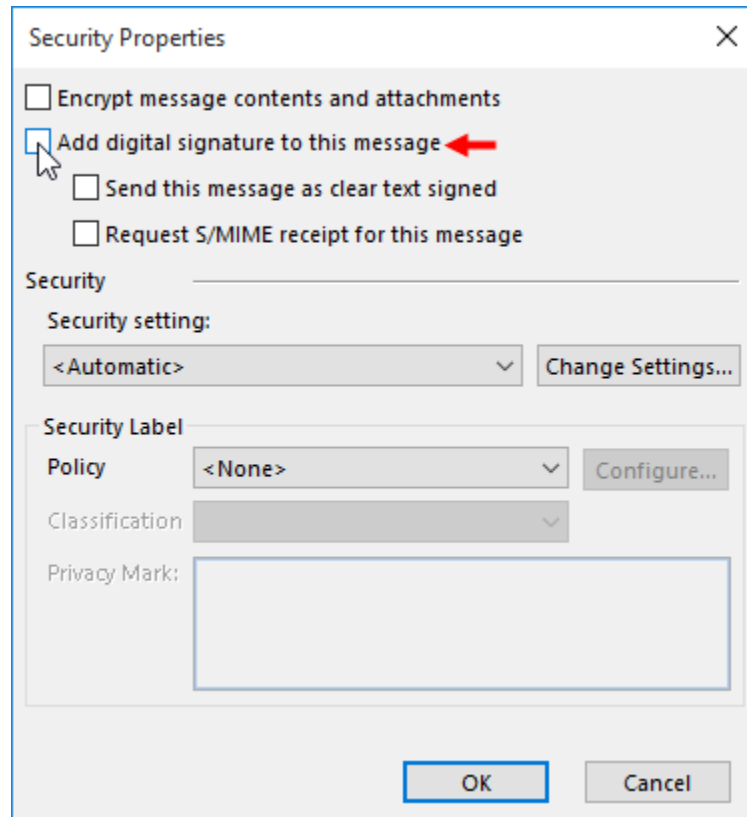 Security Properties
Encrypt message contents and attachments
Add digital signature to this message
Send this message as clear text signed
Request S/MIME receipt for this message
Security
Security setting:
<Automatic> Change Settings...
Security Label
Policy <None> Configure...
Classification
Privacy Mark:
OK Cancel